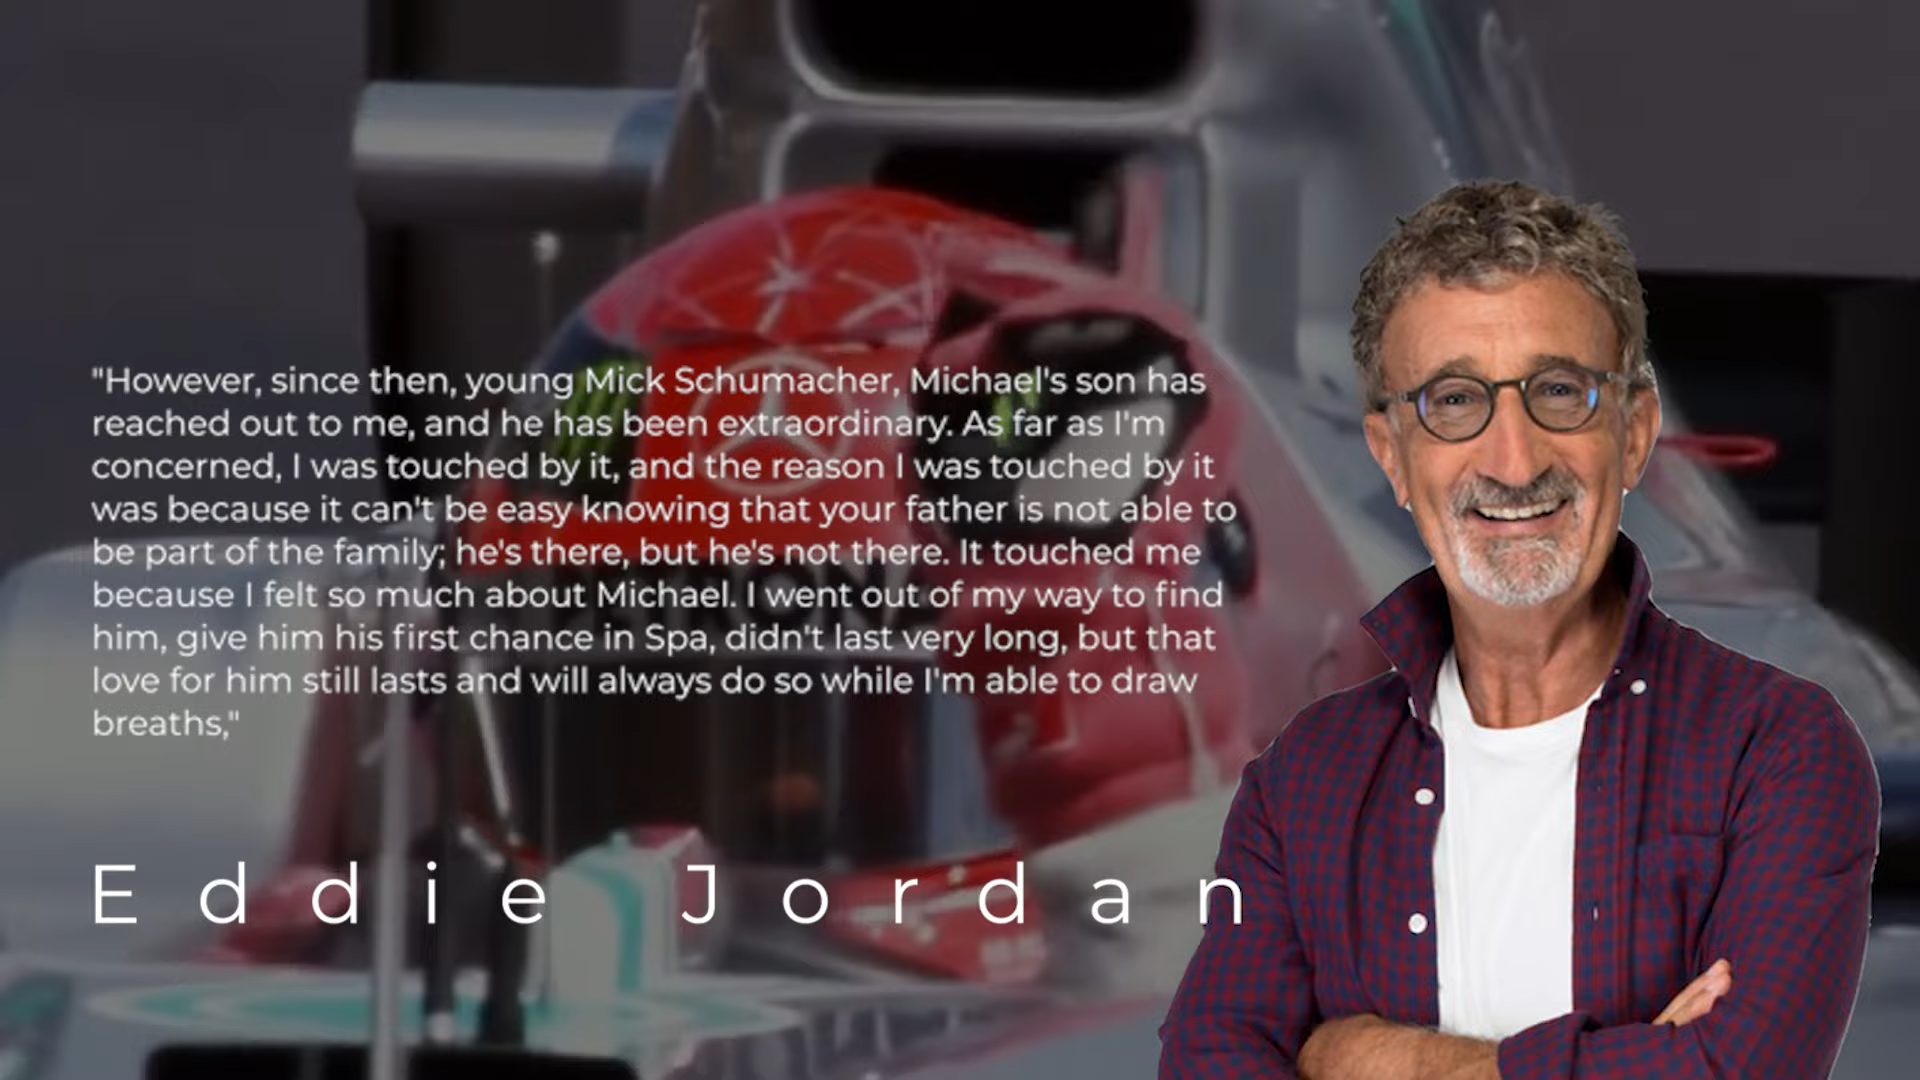 "However, since then, young Mick Schumacher, Michael's son has
reached out to me, and he has been extraordinary. As far as I'm
concerned, I was touched by it, and the reason I was touched by it
was because it can't be easy knowing that your father is not able to
be part of the family; he's there, but he's not there. It touched me
because I felt so much about Michael. I went out of my way to find
him, give him his first chance in Spa, didn't last very long, but that
love for him still lasts and will always do so while I'm able to draw
breaths,"
Eddie Jordan